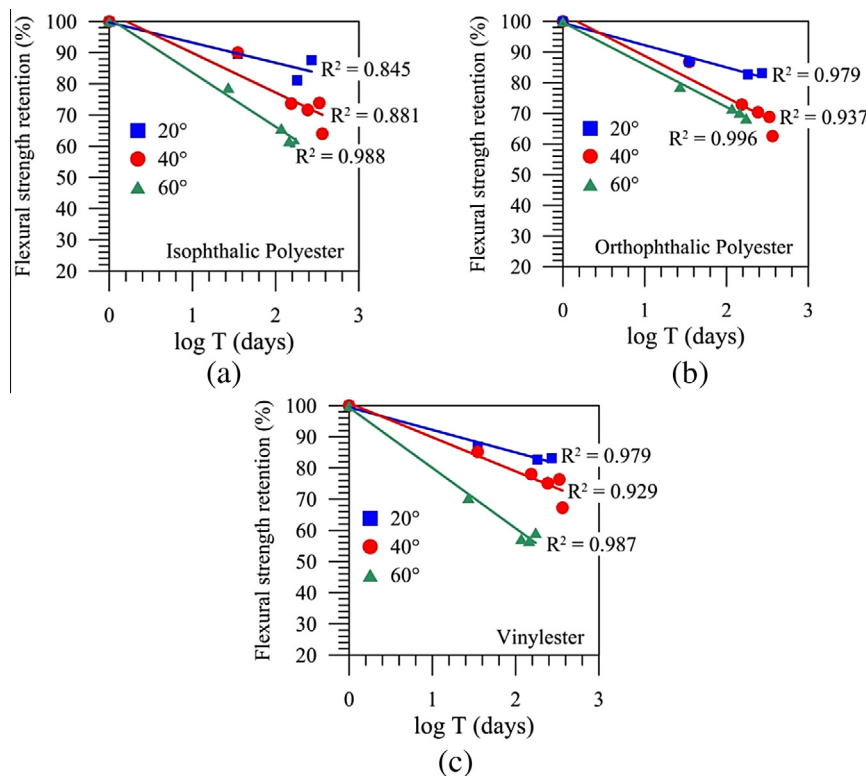 Flexural strength retention (%)
100
90
80
70
60
50
40
30
20
R² = 0.845
R² = 0.881
R² = 0.988
20°
40°
60°
Isophthalic Polyester
0 1 2 3
log T (days)
(a)
Flexural strength retention (%)
100
90
80
70
60
50
40
30
20
R² = 0.979
R² = 0.937
R² = 0.996
20°
40°
60°
Orthophthalic Polyester
0 1 2 3
log T (days)
(b)
Flexural strength retention (%)
100
90
80
70
60
50
40
30
20
R² = 0.979
R² = 0.929
R² = 0.987
20°
40°
60°
Vinylester
0 1 2 3
log T (days)
(c)